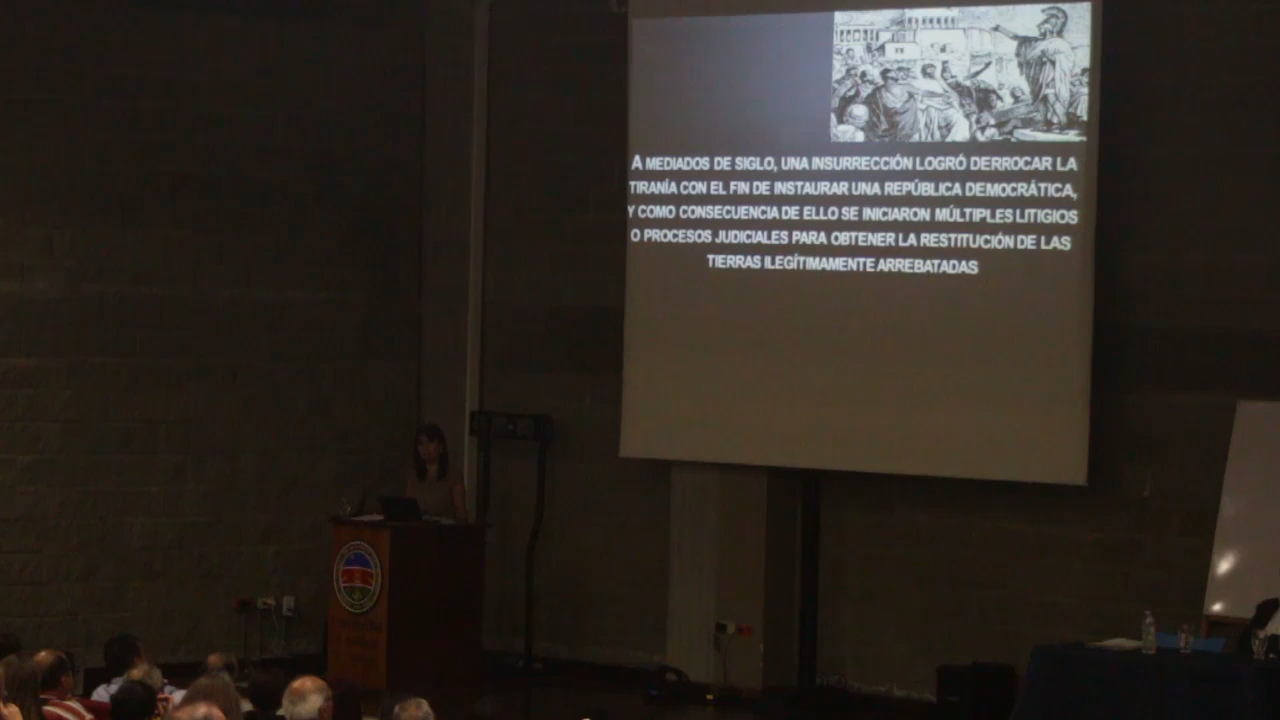 A MEDIADOS DE SIGLO, UNA INSURRECCIÓN LOGRÓ DERROCAR LA
TIRANÍA CON EL FIN DE INSTAURAR UNA REPÚBLICA DEMOCRÁTICA,
Y COMO CONSECUENCIA DE ELLO SE INICIARON MÚLTIPLES LITIGIOS
O PROCESOS JUDICIALES PARA OBTENER LA RESTITUCIÓN DE LAS
TIERRAS ILEGÍTIMAMENTE ARREBATADAS